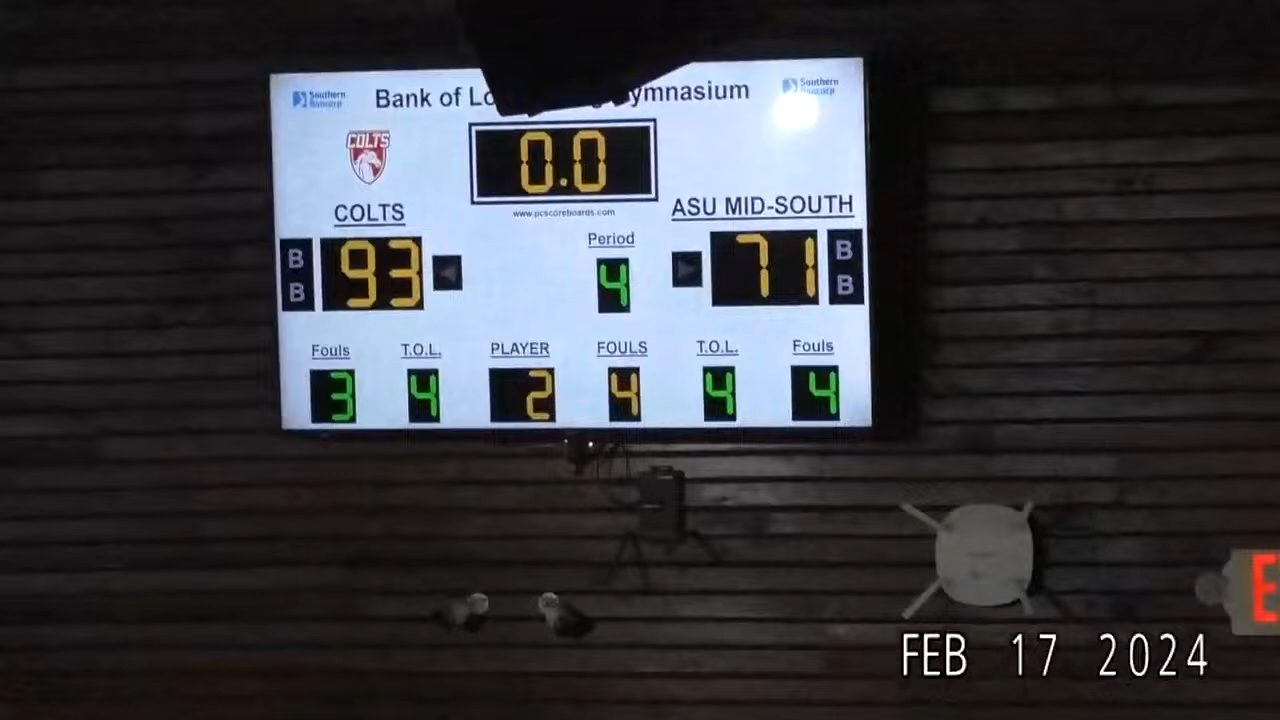 Southern
Bancorp
Bank of
ymnasium
Southern
Bancorp
COLTS
0.0
COLTS
www.pcscoreboards.com
ASU MID-SOUTH
B
B
93
Period
4
71
B
B
Fouls
T.O.L.
PLAYER
FOULS
T.O.L.
Fouls
3
4
2
4
4
4
E
FEB 17 2024